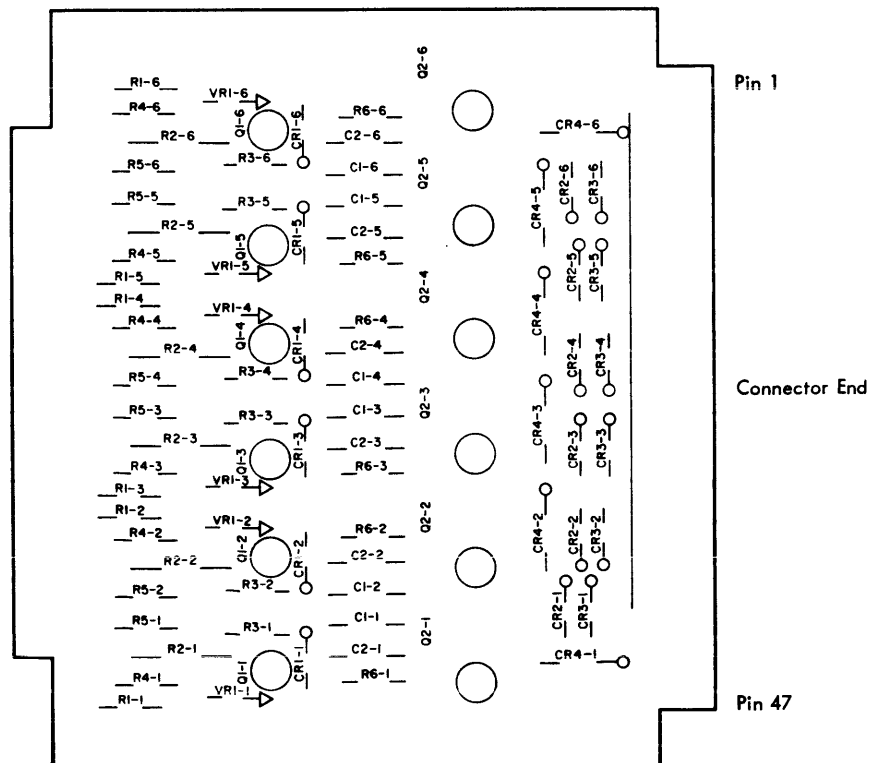 Q2-6
R1-6
VR1-6
R4-6
Q1-6
CR1-6
R6-6
CR4-6
R2-6
C2-6
R5-6
R3-6
C1-6
Q2-5
CR4-5
CR2-6
CR3-6
R5-5
R3-5
C1-5
R2-5
Q1-5
CR1-5
C2-5
R4-5
R6-5
CR2-5
CR3-5
VR1-5
R1-5
Q2-4
R1-4
VR1-4
R4-4
Q1-4
CR1-4
R6-4
CR4-4
R2-4
C2-4
CR2-4
CR3-4
R5-4
R3-4
C1-4
Q2-3
R5-3
R3-3
C1-3
CR4-3
R2-3
Q1-3
CR1-3
C2-3
CR2-3
CR3-3
R4-3
R6-3
VR1-3
R1-3
R1-2
VR1-2
Q2-2
R4-2
Q1-2
CR1-2
R6-2
CR4-2
CR2-2
CR3-2
R2-2
C2-2
R5-2
R3-2
C1-2
CR2-1
CR3-1
R5-1
R3-1
C1-1
Q2-1
R2-1
Q1-1
CR1-1
C2-1
CR4-1
R4-1
R6-1
VR1-1
R1-1
Pin 1
Connector End
Pin 47